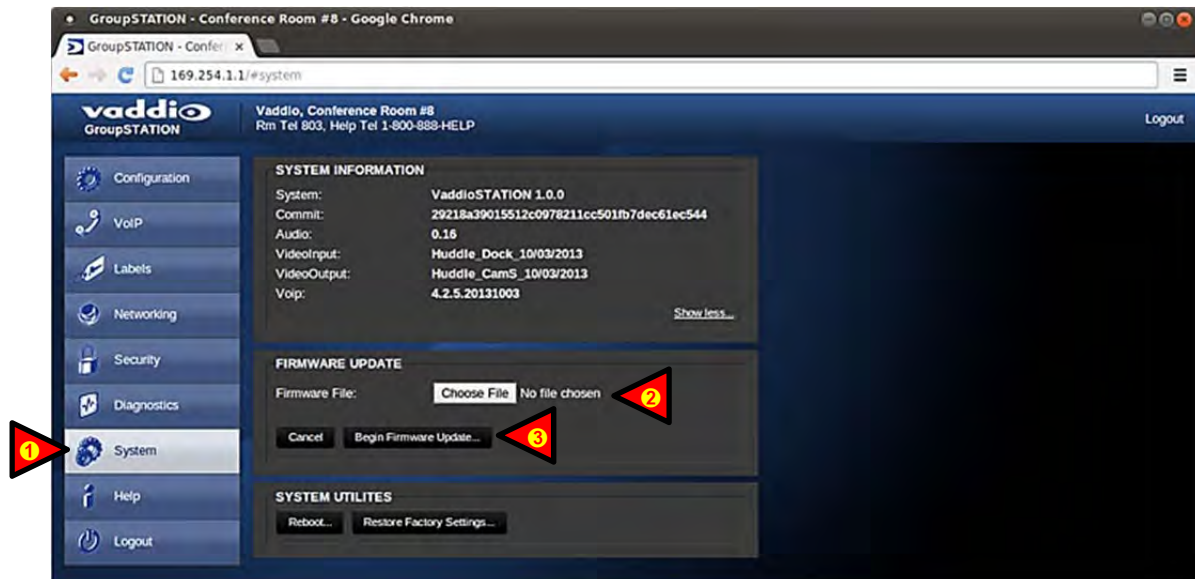 GroupSTATION - Conference Room #8 - Google Chrome
GroupSTATION - Confer
169.254.1.1/#system
vaddio
GroupSTATION
Vaddio, Conference Room #8
Rm Tel 803, Help Tel 1-800-888-HELP
Logout
Configuration
VoIP
Labels
Networking
Security
Diagnostics
1
System
Help
Logout
SYSTEM INFORMATION
System: VaddioSTATION 1.0.0
Commit: 29218a39015512c0978211cc501fb7dec61ec544
Audio: 0.16
VideoInput: Huddle_Dock_10/03/2013
VideoOutput: Huddle_CamS_10/03/2013
Voip: 4.2.5.20131003
Show less...
FIRMWARE UPDATE
Firmware File: Choose File No file chosen 2
Cancel Begin Firmware Update... 3
SYSTEM UTILITES
Reboot... Restore Factory Settings...